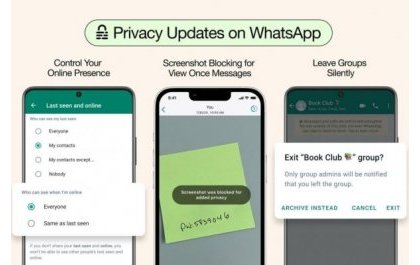 Privacy Updates on WhatsApp
Control Your
Online Presence
Screenshot Blocking for
View Once Messages
Leave Groups
Silently
Last seen and online
Who can see my last seen
Everyone
My contacts
My contacts except...
Nobody
Who can see when I'm online
Everyone
Same as last seen
If you don't share your last seen and online, you
won't be able to see other people's last seen and
online.
You
Screenshot was blocked for
added privacy
Book Club
Exit "Book Club 📚" group?
Only group admins will be notified
that you left the group.
ARCHIVE INSTEAD
CANCEL
EXIT